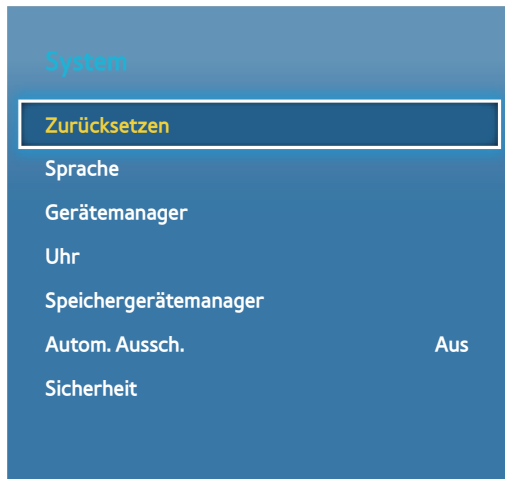 System
Zurücksetzen
Sprache
Gerätemanager
Uhr
Speichergerätemanager
Autom. Aussch. Aus
Sicherheit